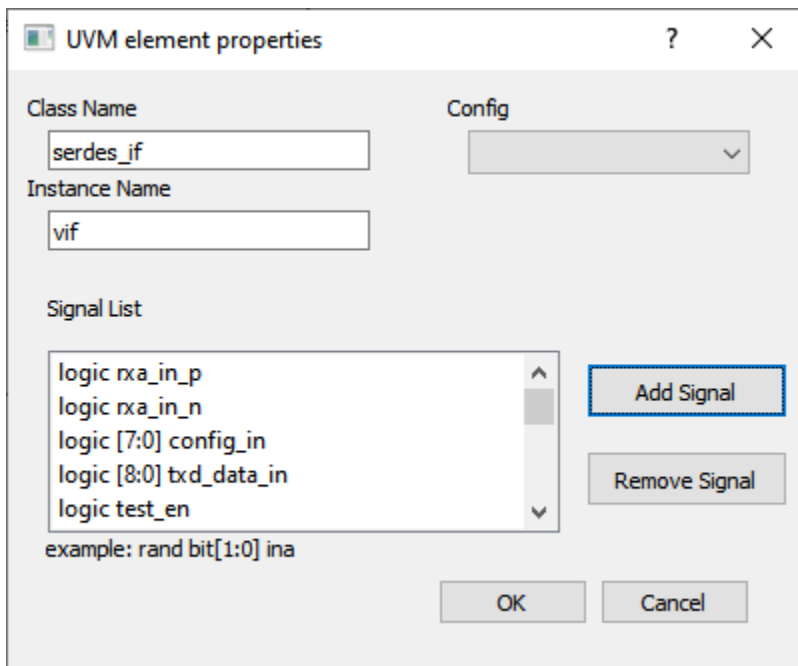 UVM element properties
?
Class Name
Config
serdes_if
Instance Name
vif
Signal List
logic rxa_in_p
logic rxa_in_n
logic [7:0] config_in
logic [8:0] txd_data_in
logic test_en
Add Signal
Remove Signal
example: rand bit[1:0] ina
OK
Cancel